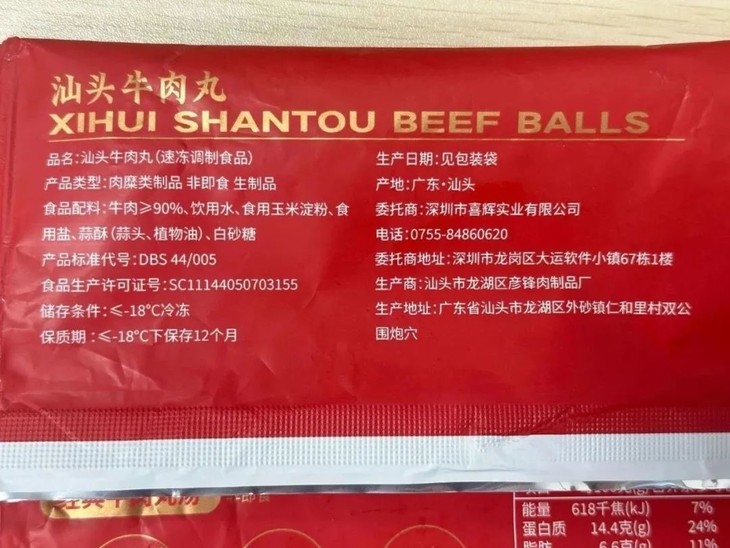 汕头牛肉丸
XIHUI SHANTOU BEEF BALLS
品名:汕头牛肉丸(速冻调制食品)
产品类型:肉糜类制品 非即食 生制品
食品配料:牛肉≥90%、饮用水、食用玉米淀粉、食
用盐、蒜酥(蒜头、植物油)、白砂糖
产品标准代号:DBS 44/005
食品生产许可证号:SC11144050703155
储存条件:≤-18°C冷冻
保质期:≤-18°C下保存12个月
生产日期:见包装袋
产地:广东·汕头
委托商:深圳市喜辉实业有限公司
电话:0755-84860620
委托商地址:深圳市龙岗区大运软件小镇67栋1楼
生产商:汕头市龙湖区彦锋肉制品厂
生产地址:广东省汕头市龙湖区外砂镇仁和里村双公
围炮穴
能量 618千焦(kJ) 7%
蛋白质 14.4克(g) 24%
脂肪 6.6克(g) 11%